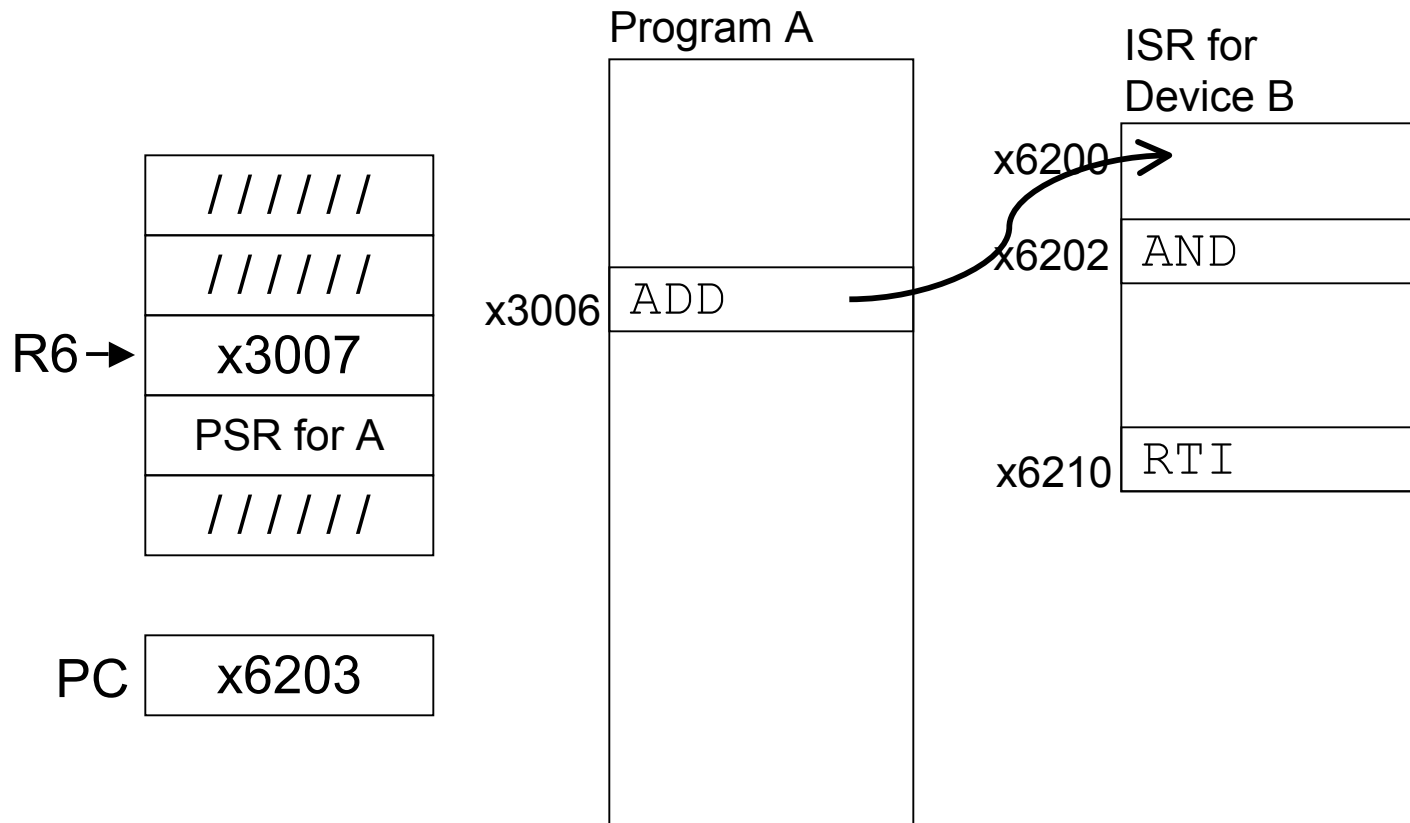 Program A
ISR for
Device B
//////
//////
R6
x3007
PSR for A
//////
PC
x6203
x3006
ADD
x6200
x6202
AND
x6210
RTI